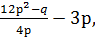 (12p² − q)/4p − 3p,